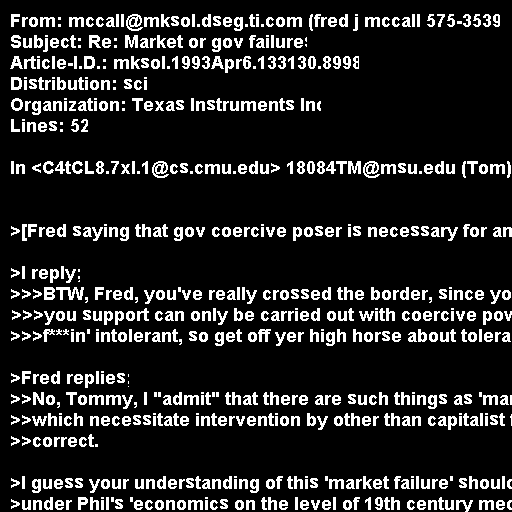 From: mccall@mksol.dseg.ti.com (fred j mccall 575-3539
Subject: Re: Market or gov failures
Article-I.D.: mksol.1993Apr6.133130.8998
Distribution: sci
Organization: Texas Instruments Inc
Lines: 52
In <C4tCL8.7xI.1@cs.cmu.edu> 18084TM@msu.edu (Tom)
>[Fred saying that gov coercive poser is necessary for an
>I reply;
>>>BTW, Fred, you've really crossed the border, since yo
>>>you support can only be carried out with coercive pow
>>>f***in' intolerant, so get off yer high horse about tolera
>Fred replies;
>>No, Tommy, I "admit" that there are such things as 'mar
>>which necessitate intervention by other than capitalist f
>>correct.
>I guess your understanding of this 'market failure' shoul
>under Phil's 'economics on the level of 19th century med